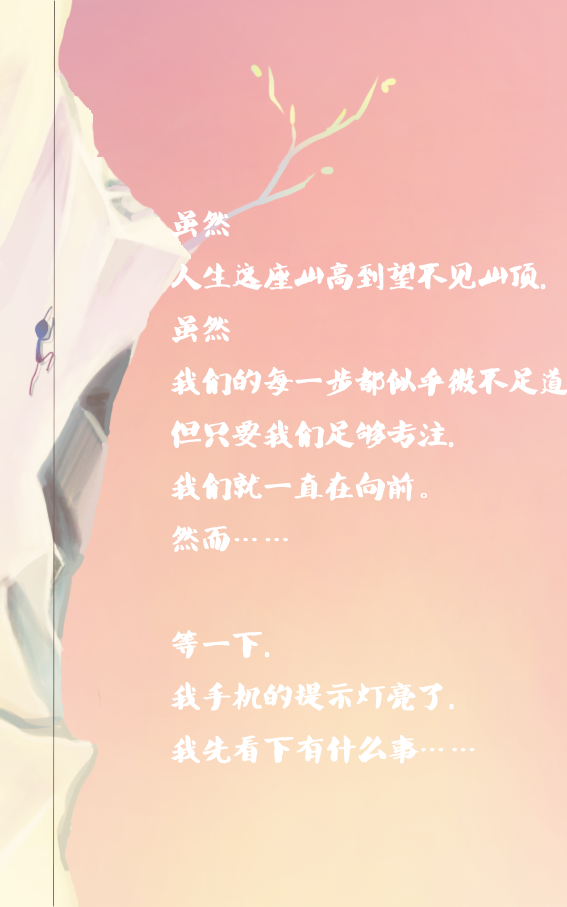 虽然
人生这座山高到望不见山顶，
虽然
我们的每一步都似乎微不足道
但只要我们足够专注，
我们就一直在向前。
然而……
等一下，
我手机的提示灯亮了，
我先看下有什么事……